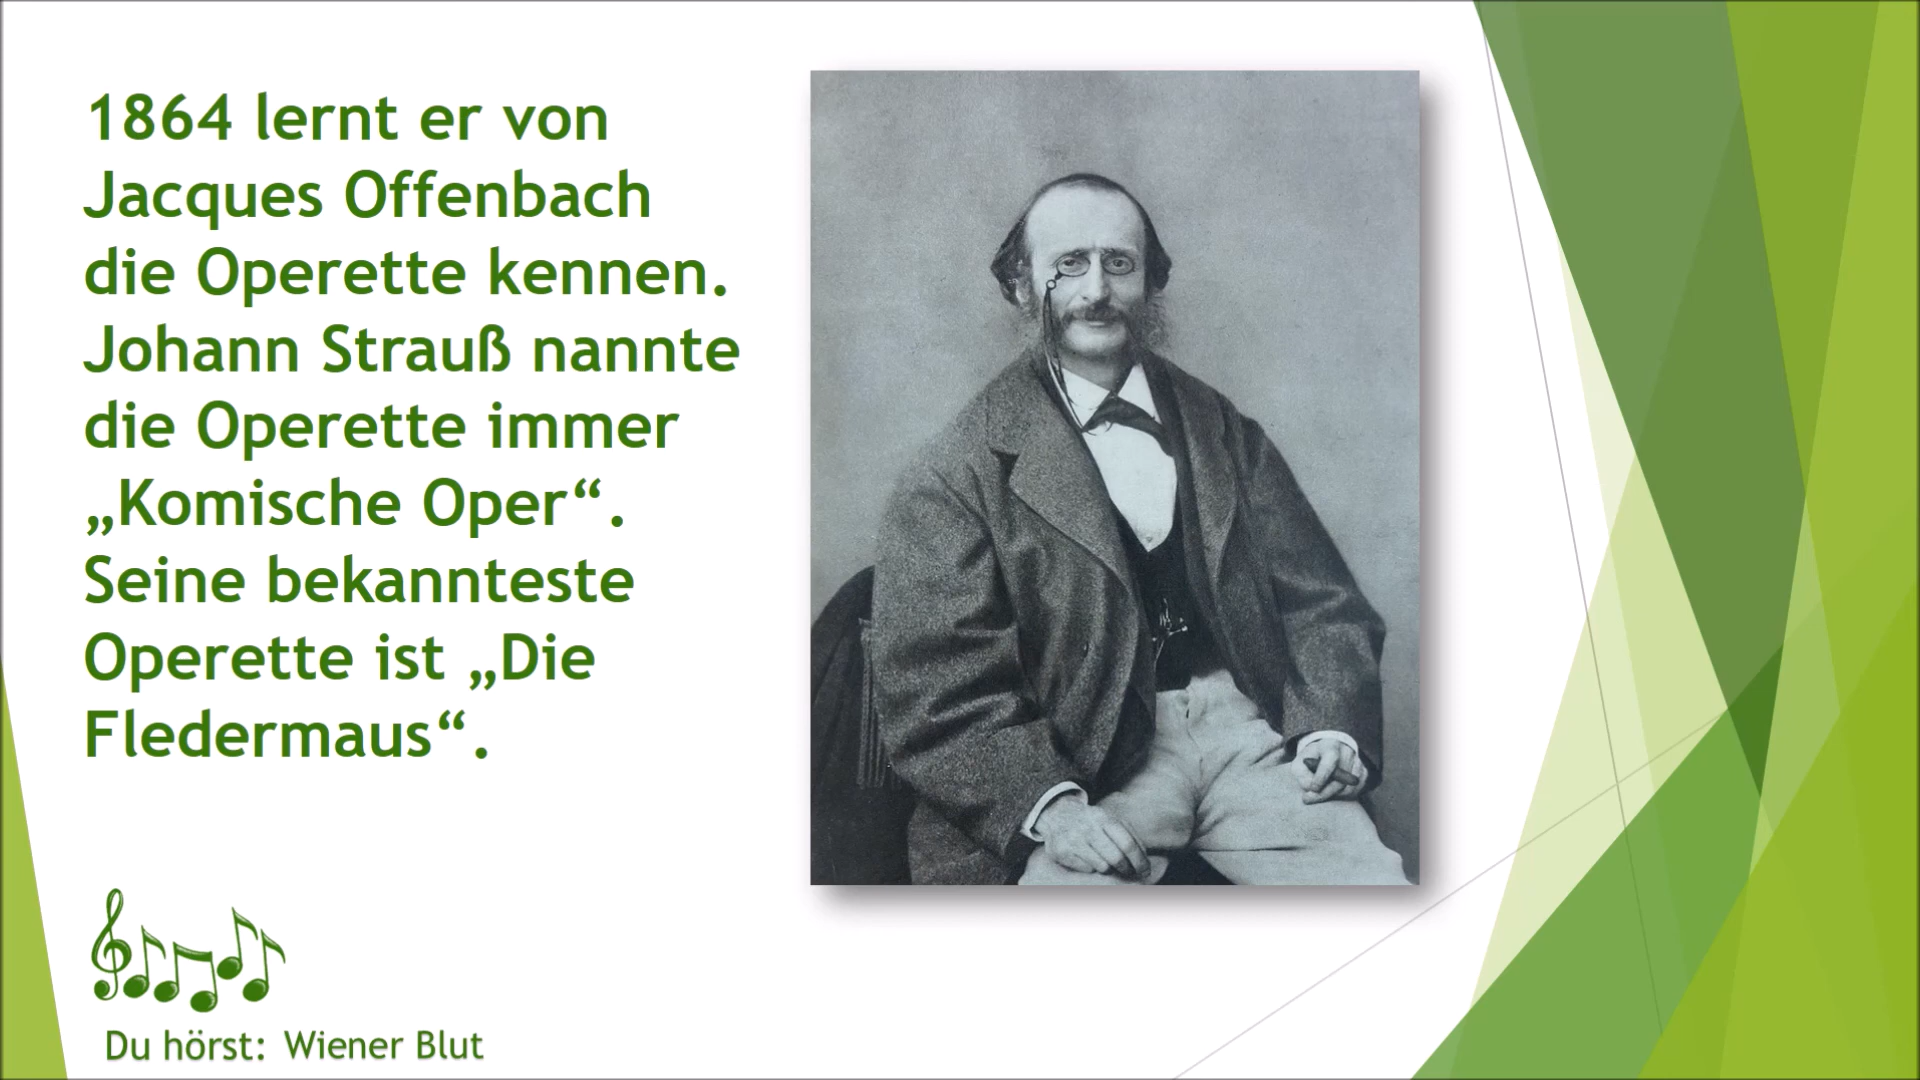 1864 lernt er von
Jacques Offenbach
die Operette kennen.
Johann Strauß nannte
die Operette immer
„Komische Oper“.
Seine bekannteste
Operette ist „Die
Fledermaus“.
Du hörst: Wiener Blut